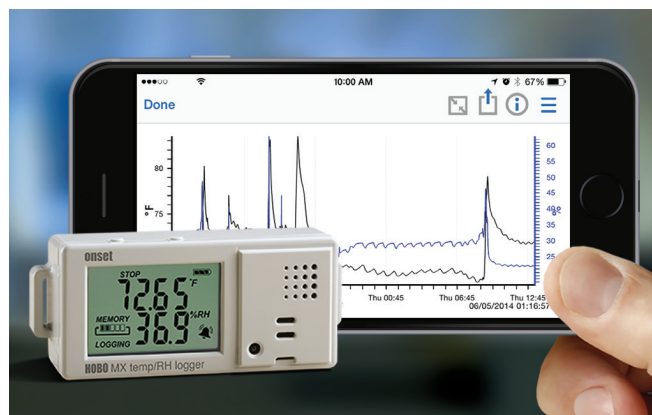 10:00 AM
67%
Done
80
75
°F
60
55
50
45
40
35
30
25
%
Thu 00:45
Thu 06:45
Thu 12:45
06/05/2014 01:16:57
onset
STOP
72.65 °F
MEMORY
36.9 %RH
LOGGING
HOBO MX temp/RH logger